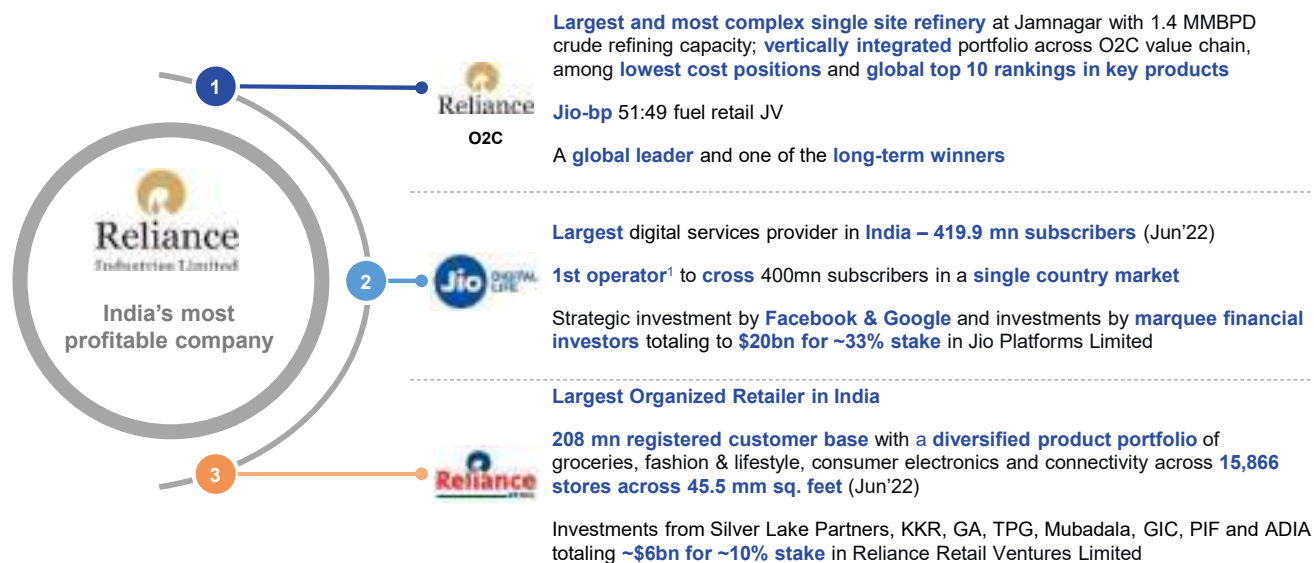 Reliance
Industries Limited
India's most
profitable company
1
Reliance
O2C
Largest and most complex single site refinery at Jamnagar with 1.4 MMBPD
crude refining capacity; vertically integrated portfolio across O2C value chain,
among lowest cost positions and global top 10 rankings in key products
Jio-bp 51:49 fuel retail JV
A global leader and one of the long-term winners
2
Jio DIGITAL
LIFE
Largest digital services provider in India – 419.9 mn subscribers (Jun'22)
1st operator¹ to cross 400mn subscribers in a single country market
Strategic investment by Facebook & Google and investments by marquee financial
investors totaling to $20bn for ~33% stake in Jio Platforms Limited
3
Reliance
Largest Organized Retailer in India
208 mn registered customer base with a diversified product portfolio of
groceries, fashion & lifestyle, consumer electronics and connectivity across 15,866
stores across 45.5 mm sq. feet (Jun'22)
Investments from Silver Lake Partners, KKR, GA, TPG, Mubadala, GIC, PIF and ADIA
totaling ~$6bn for ~10% stake in Reliance Retail Ventures Limited